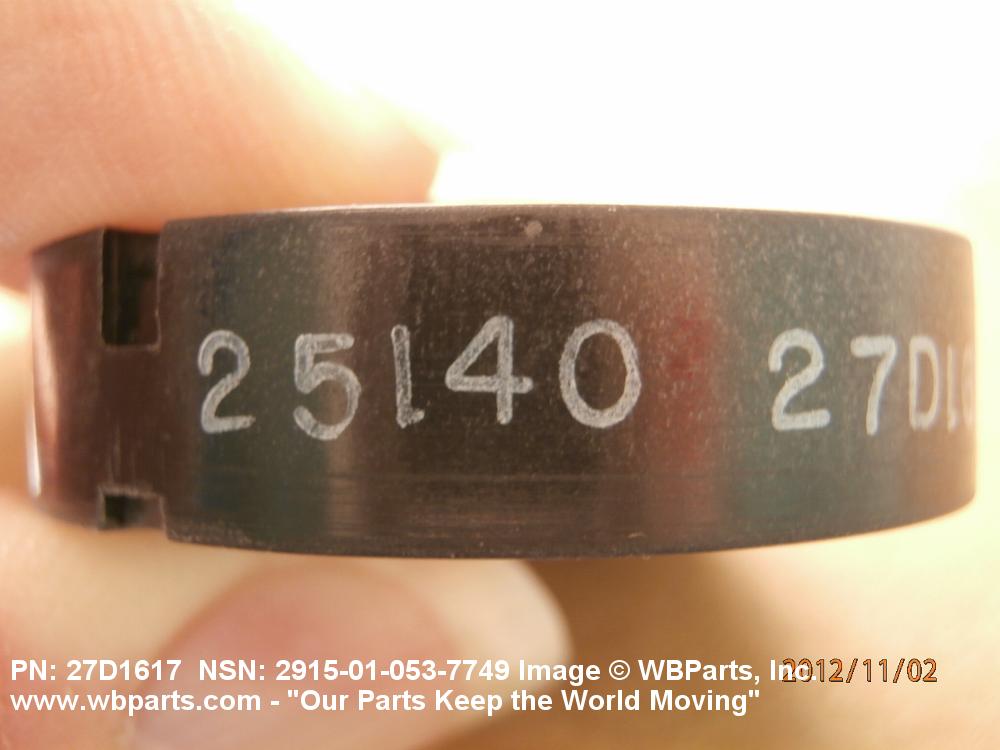 25140 27D1
PN: 27D1617 NSN: 2915-01-053-7749 Image © WBParts, Inc.
2012/11/02
www.wbparts.com - "Our Parts Keep the World Moving"